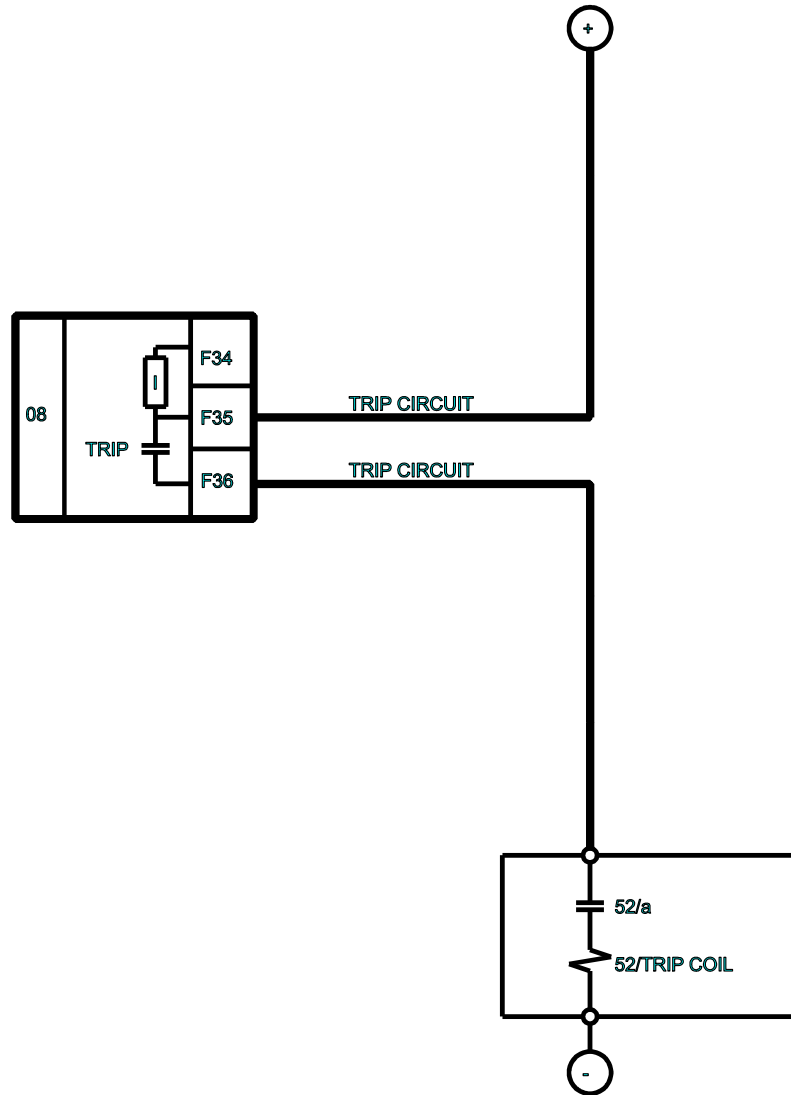 +
F34
I
08
F35
TRIP CIRCUIT
TRIP
F36
TRIP CIRCUIT
52/a
52/TRIP COIL
-